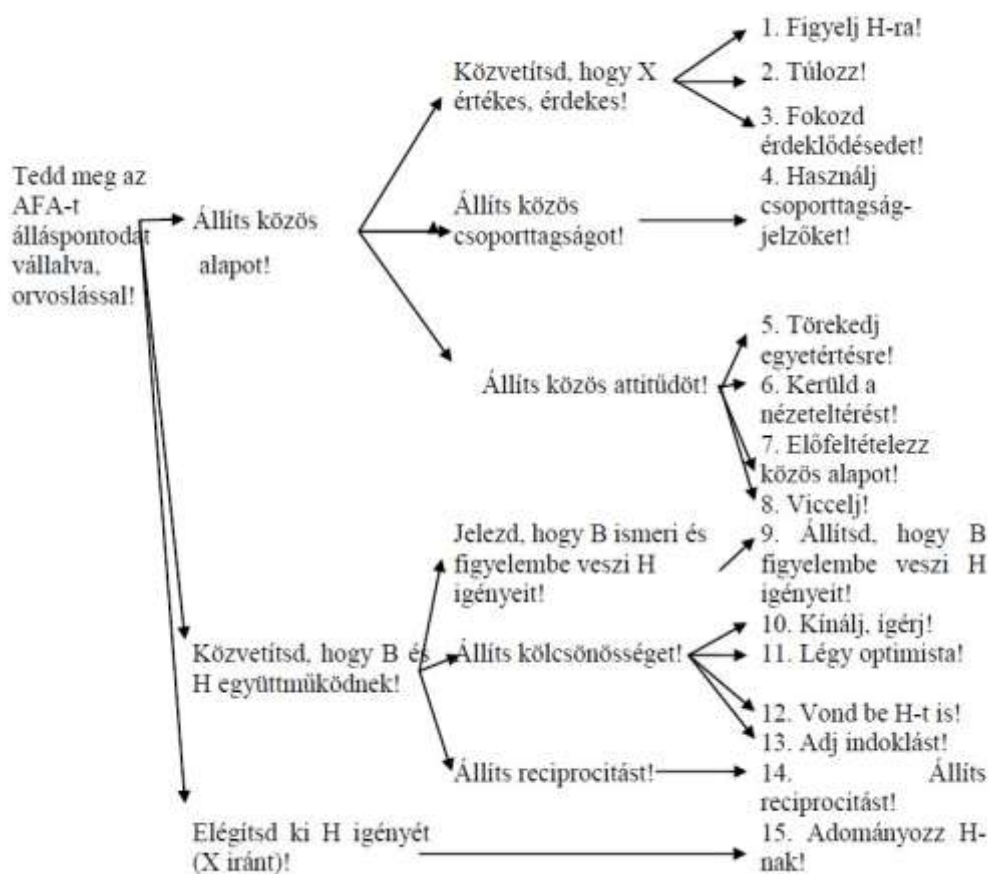 Tedd meg az
AFA-t
álláspontodat
vállalva,
orvoslással!
Állíts közös
alapot!
Közvetítsd, hogy X
értékes, érdekes!
1. Figyelj H-ra!
2. Túlozz!
3. Fokozd
érdeklődésedet!
Állíts közös
csoporttagságot!
4. Használj
csoporttagság-
jelzőket!
Állíts közös attitűdöt!
5. Törekedj
egyetértésre!
6. Kerüld a
nézeteltérést!
7. Előfeltételezz
közös alapot!
8. Viccelj!
Közvetítsd, hogy B és
H együttműködnek!
Jelezd, hogy B ismeri és
figyelembe veszi H
igényeit!
9. Állítsd, hogy B
figyelembe veszi H
igényeit!
Állíts kölcsönösséget!
10. Kínálj, ígérj!
11. Légy optimista!
12. Vond be H-t is!
13. Adj indoklást!
Állíts reciprocitást!
14. Állíts
reciprocitást!
Elégítsd ki H igényét
(X iránt)!
15. Adományozz H-
nak!